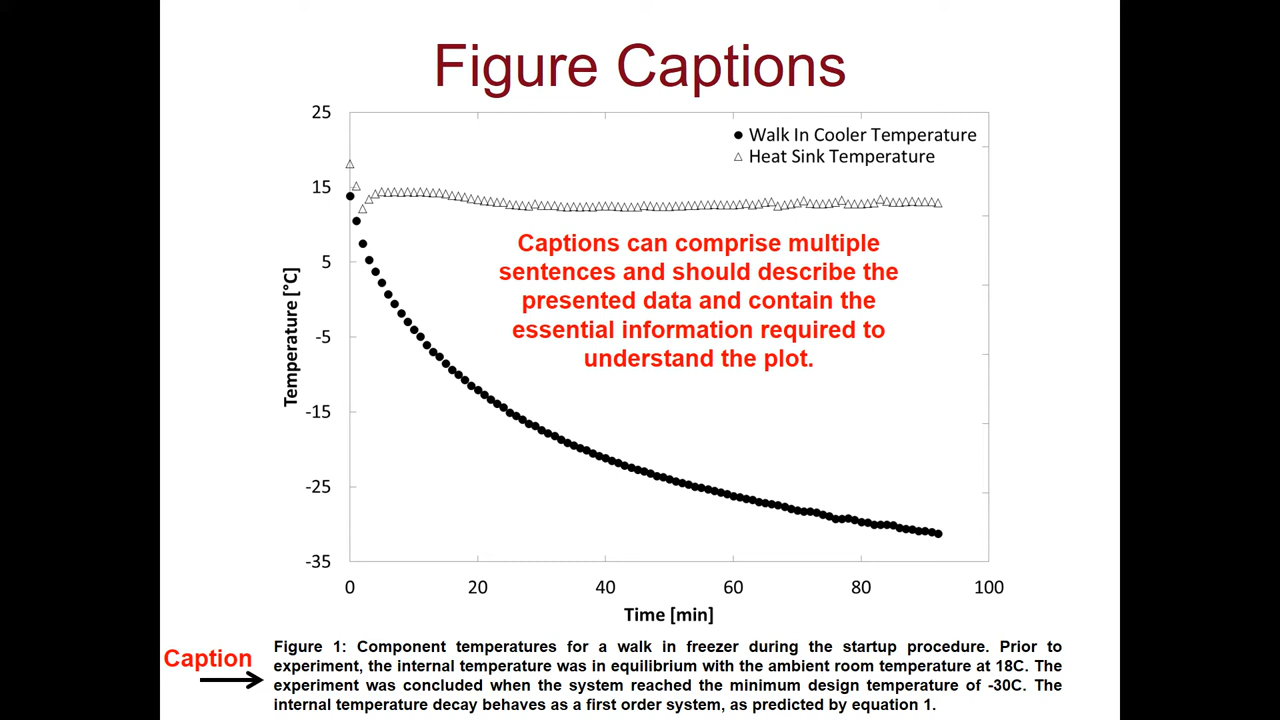 Figure Captions
25
15
5
-5
-15
-25
-35
Temperature [°C]
Walk In Cooler Temperature
Heat Sink Temperature
Captions can comprise multiple
sentences and should describe the
presented data and contain the
essential information required to
understand the plot.
0 20 40 60 80 100
Time [min]
Caption
Figure 1: Component temperatures for a walk in freezer during the startup procedure. Prior to
experiment, the internal temperature was in equilibrium with the ambient room temperature at 18C. The
experiment was concluded when the system reached the minimum design temperature of -30C. The
internal temperature decay behaves as a first order system, as predicted by equation 1.